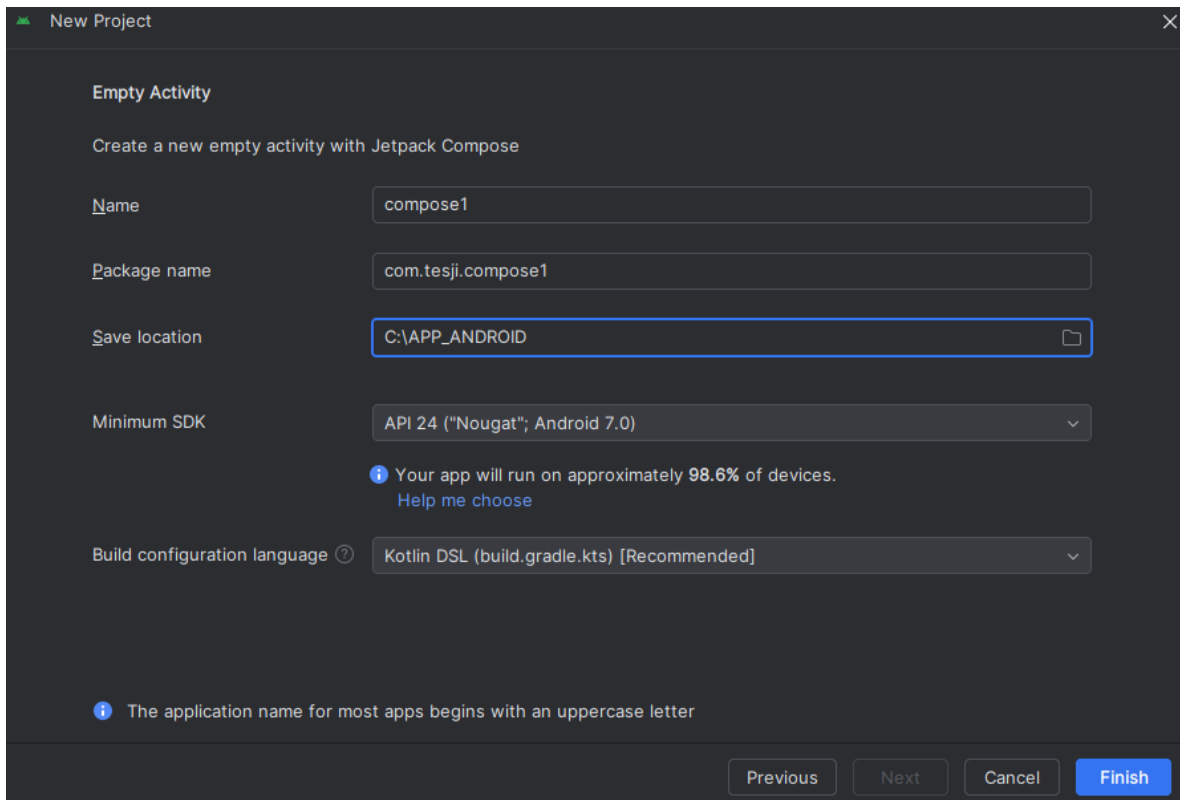 New Project
Empty Activity
Create a new empty activity with Jetpack Compose
Name compose1
Package name com.tesji.compose1
Save location C:\APP_ANDROID
Minimum SDK API 24 ("Nougat"; Android 7.0)
Your app will run on approximately 98.6% of devices.
Help me choose
Build configuration language ? Kotlin DSL (build.gradle.kts) [Recommended]
The application name for most apps begins with an uppercase letter
Previous Next Cancel Finish